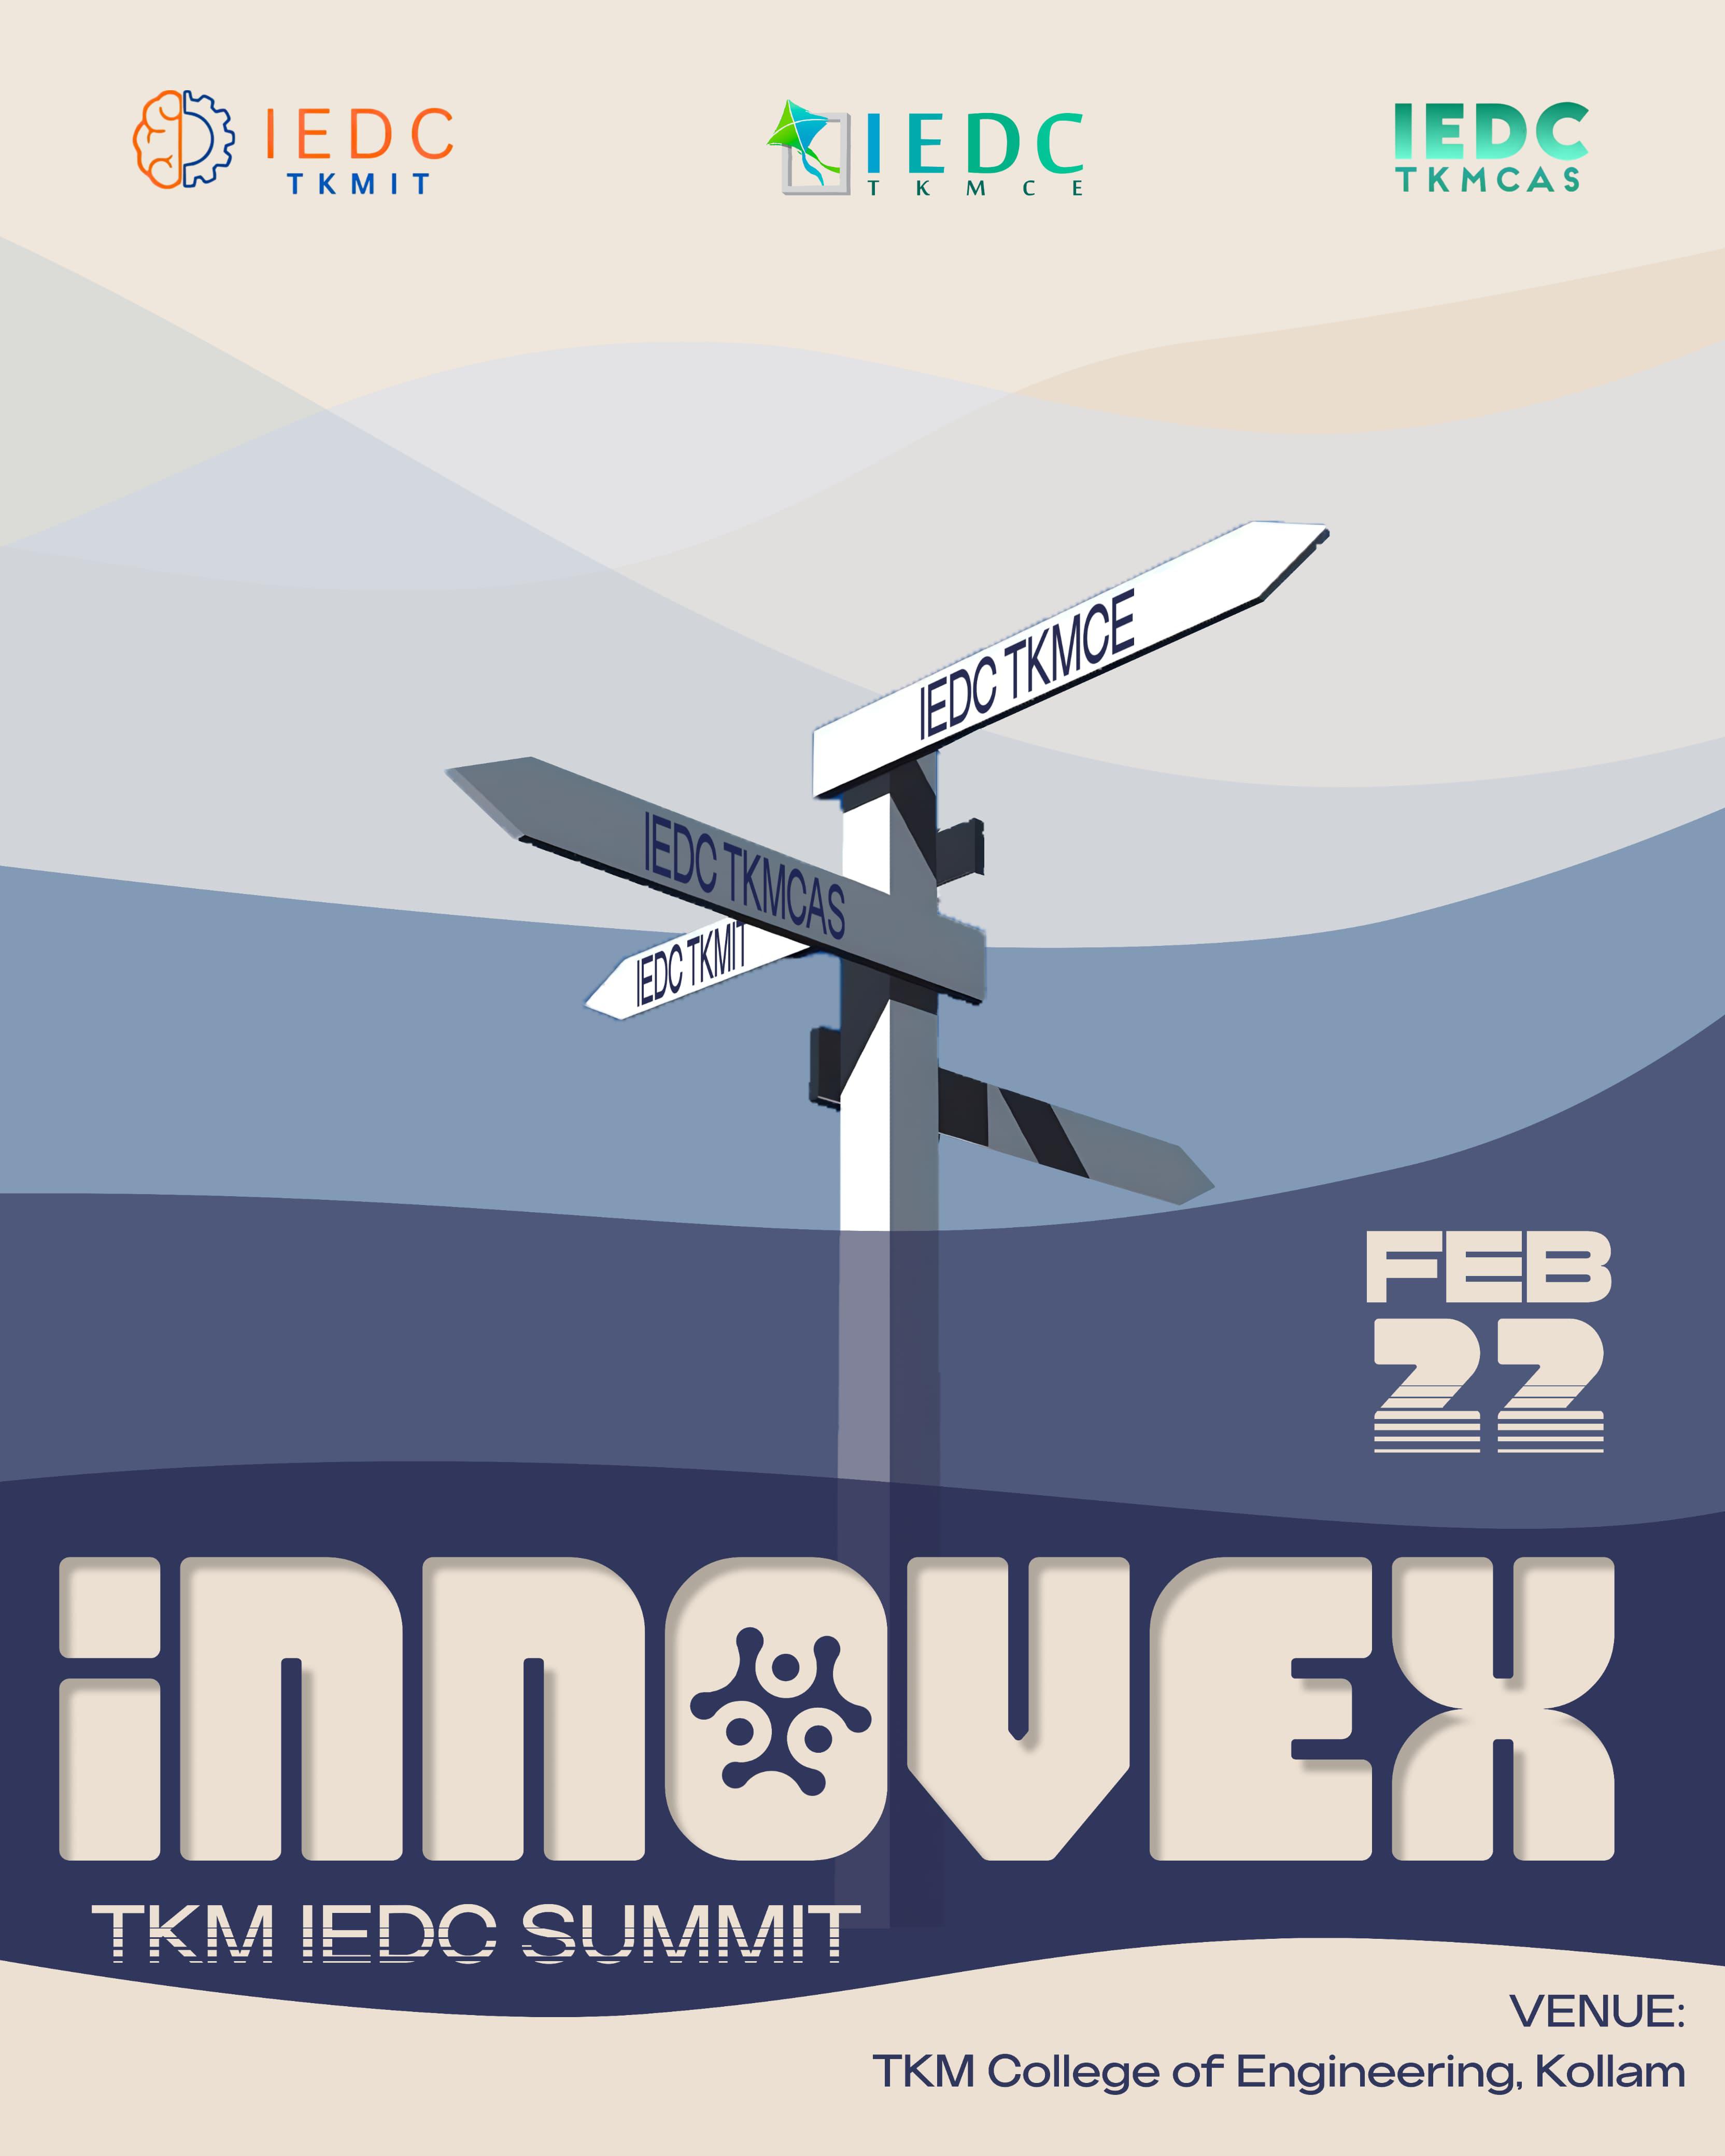 IEDC
TKMIT
IEDC
TKMCE
IEDC
TKMCAS
IEDC TKMCE
IEDC TKMCAS
IEDC TKMIT
FEB
22
iNNOVEX
TKM IEDC SUMMIT
VENUE:
TKM College of Engineering, Kollam